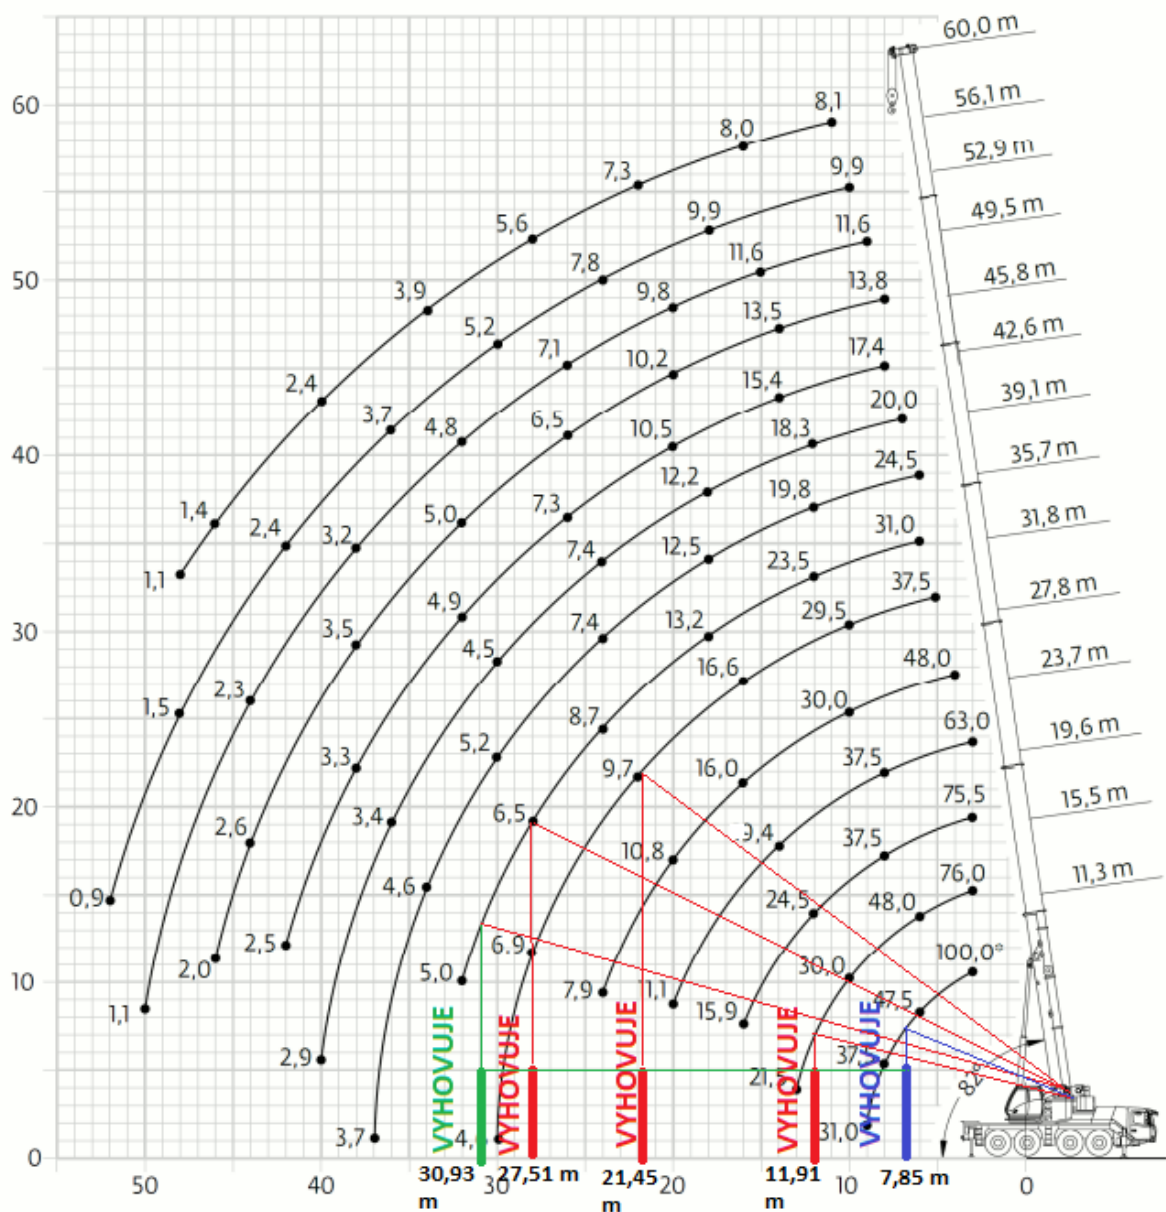 60,0 m
56,1 m
52,9 m
49,5 m
45,8 m
42,6 m
39,1 m
35,7 m
31,8 m
27,8 m
23,7 m
19,6 m
15,5 m
11,3 m
60
50
40
30
20
10
0
1,1 1,4 2,4 3,9 5,6 7,3 8,0 8,1
0,9 1,5 2,4 3,7 5,2 7,8 9,9 9,9
1,1 2,3 3,2 4,8 7,1 9,8 11,6 11,6
2,0 2,6 3,5 5,0 6,5 10,2 13,5 13,8
2,5 3,3 4,9 7,3 10,5 15,4 17,4
2,9 3,4 4,5 7,4 12,2 18,3 20,0
3,7 4,6 5,2 7,4 12,5 19,8 24,5
5,0 6,5 8,7 13,2 23,5 31,0
6,9 9,7 16,6 29,5 37,5
7,9 10,8 16,0 30,0 48,0
37,5 63,0
15,9 24,5 37,5 75,5
30,0 48,0 76,0
31,0 47,5 100,0*
82°
VYHOVUJE
VYHOVUJE
VYHOVUJE
VYHOVUJE
VYHOVUJE
50 40 30 20 10 0
30,93 m
27,51 m
21,45 m
11,91 m
7,85 m